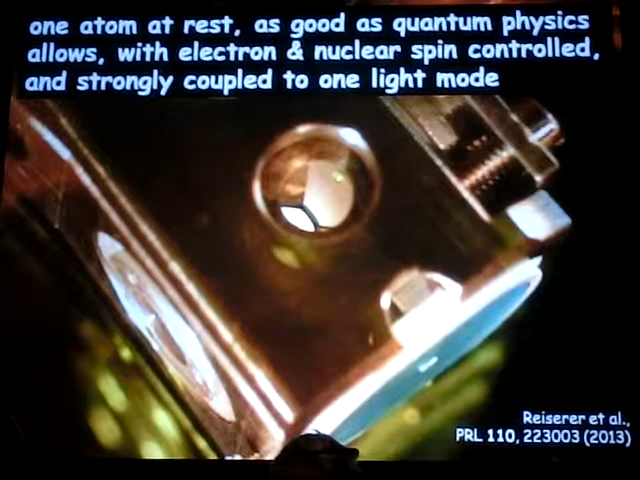 one atom at rest, as good as quantum physics
allows, with electron & nuclear spin controlled,
and strongly coupled to one light mode
Reiserer et al.,
PRL 110, 223003 (2013)